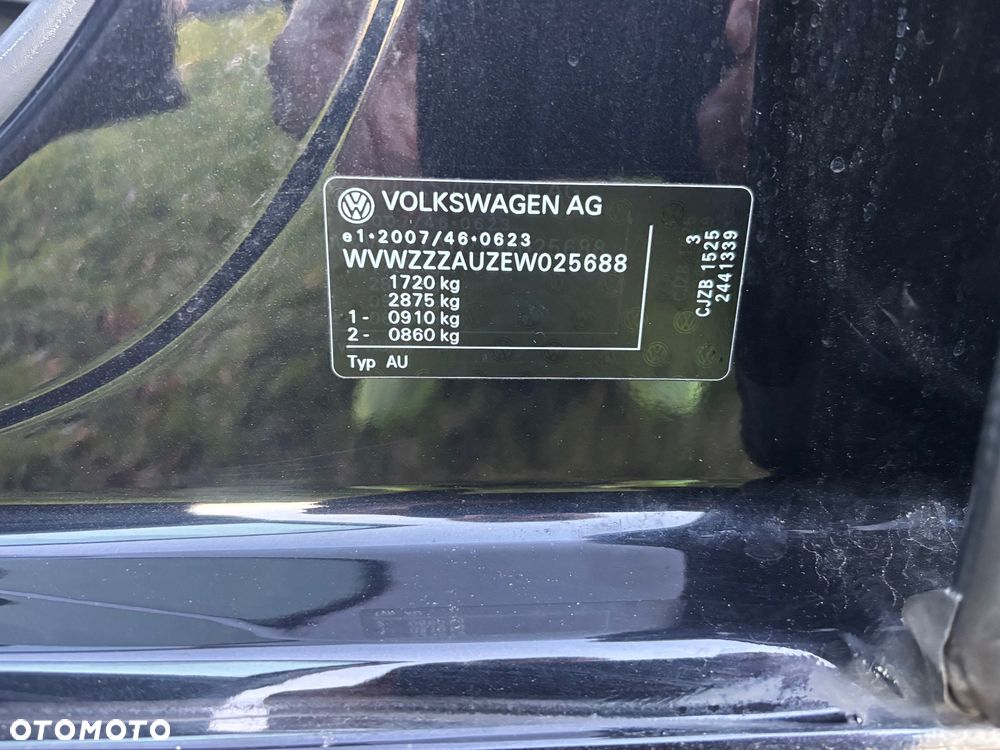 VOLKSWAGEN AG
e1*2007/46*0623
WVWZZZAUZEW025688
1720 kg
2875 kg
1- 0910 kg
2- 0860 kg
Typ AU
3
CJZB 1525
2441339
OTOMOTO